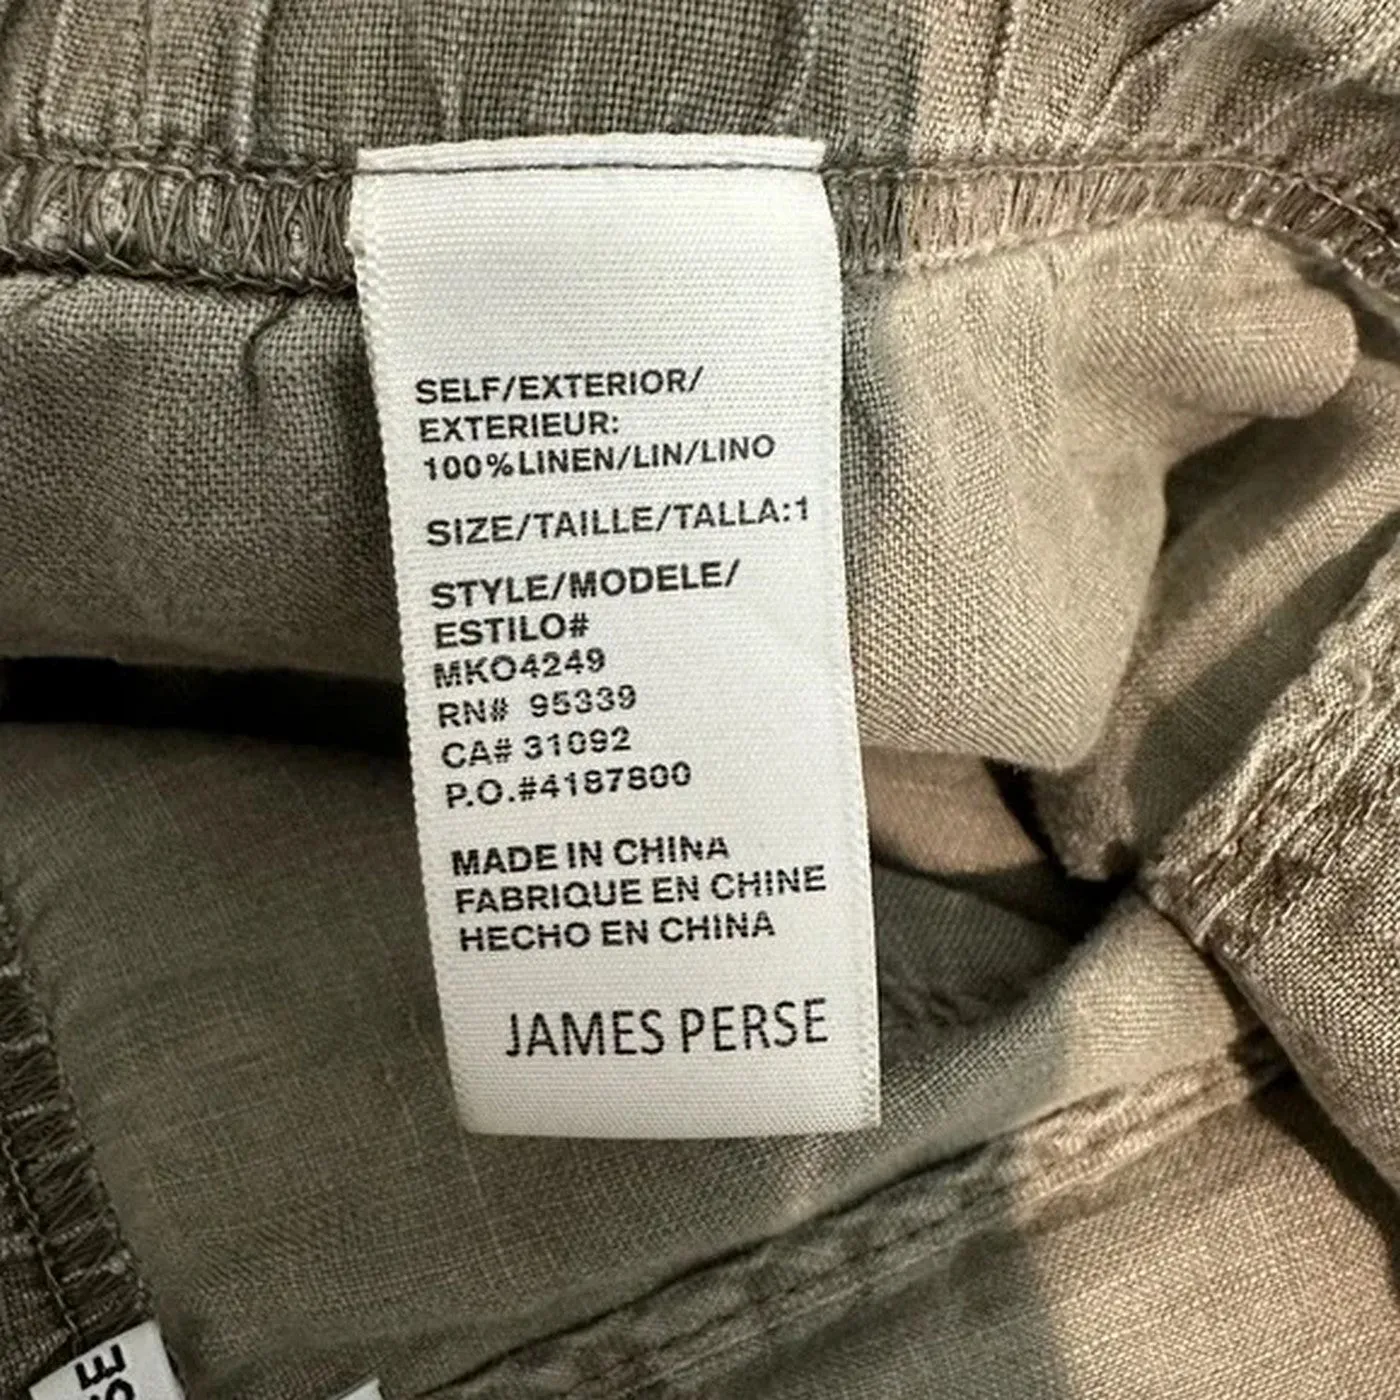 SELF/EXTERIOR/
EXTERIEUR:
100%LINEN/LIN/LINO
SIZE/TAILLE/TALLA:1
STYLE/MODELE/
ESTILO#
MKO4249
RN# 95339
CA# 31092
P.O.#4187800
MADE IN CHINA
FABRIQUE EN CHINE
HECHO EN CHINA
JAMES PERSE